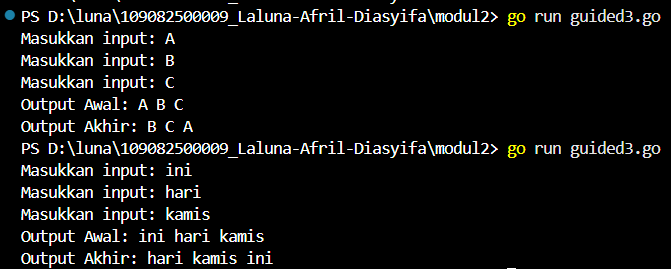 PS D:\luna\109082500009_Laluna-Afril-Diasyifa\modul2> go run guided3.go
Masukkan input: A
Masukkan input: B
Masukkan input: C
Output Awal: A B C
Output Akhir: B C A
PS D:\luna\109082500009_Laluna-Afril-Diasyifa\modul2> go run guided3.go
Masukkan input: ini
Masukkan input: hari
Masukkan input: kamis
Output Awal: ini hari kamis
Output Akhir: hari kamis ini